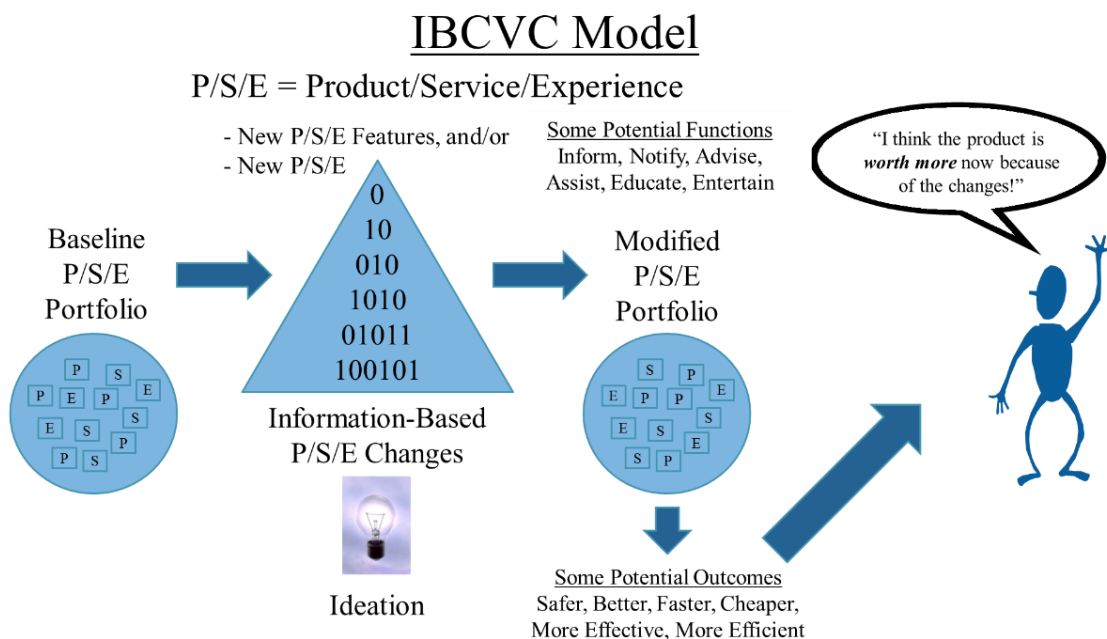 IBCVC Model
P/S/E = Product/Service/Experience
- New P/S/E Features, and/or
- New P/S/E
Some Potential Functions
Inform, Notify, Advise,
Assist, Educate, Entertain
“I think the product is
worth more now because
of the changes!”
Baseline
P/S/E
Portfolio
P S
P E P E
S
E S
P
P S
0
10
010
1010
01011
100101
Information-Based
P/S/E Changes
Ideation
Modified
P/S/E
Portfolio
S P
E P P E
S
E S
E
S P
Some Potential Outcomes
Safer, Better, Faster, Cheaper,
More Effective, More Efficient